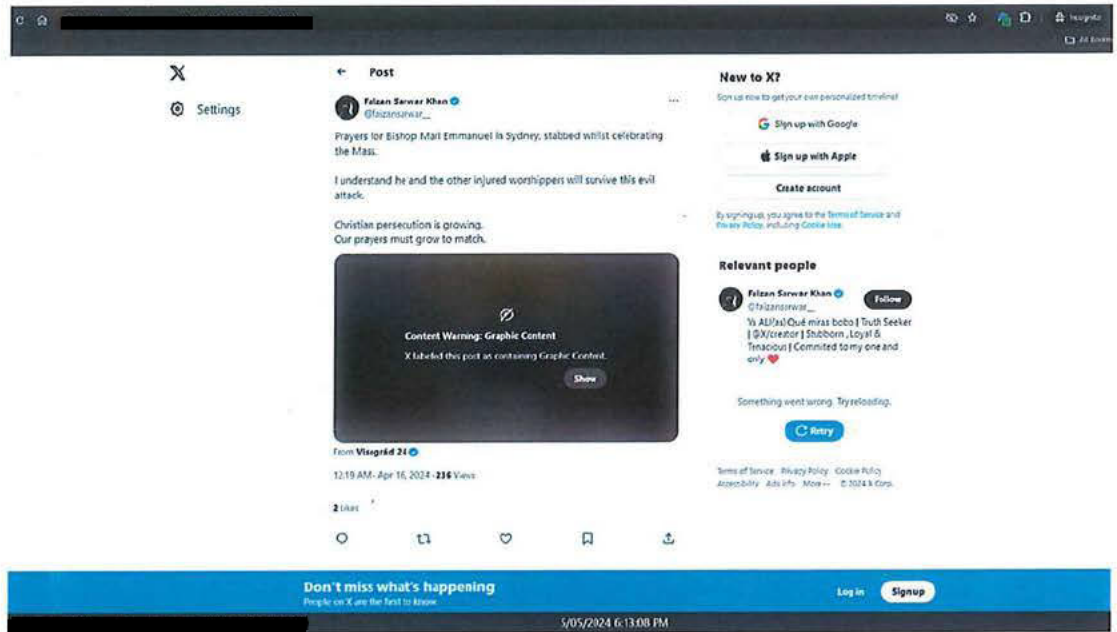 Incognito
All Bookm
Post
Settings
Faizan Sarwar Khan
@faizansarwar__
Prayers for Bishop Mari Emmanuel in Sydney, stabbed whilst celebrating
the Mass.
I understand he and the other injured worshippers will survive this evil
attack.
Christian persecution is growing.
Our prayers must grow to match.
Content Warning: Graphic Content
X labeled this post as containing Graphic Content.
Show
From Visegrád 24
12:19 AM · Apr 16, 2024 · 236 Views
2 Likes
New to X?
Sign up now to get your own personalized timeline!
Sign up with Google
Sign up with Apple
Create account
By signing up, you agree to the Terms of Service and
Privacy Policy, including Cookie Use.
Relevant people
Faizan Sarwar Khan
@faizansarwar__
Follow
Ya ALI(as)Qué miras bobo | Truth Seeker
| @X/creator | Stubborn , Loyal &
Tenacious | Commited to my one and
only
Something went wrong. Try reloading.
Retry
Terms of Service Privacy Policy Cookie Policy
Accessibility Ads info More ··· © 2024 X Corp.
Don't miss what's happening
People on X are the first to know.
Log in
Sign up
5/05/2024 6:13:08 PM